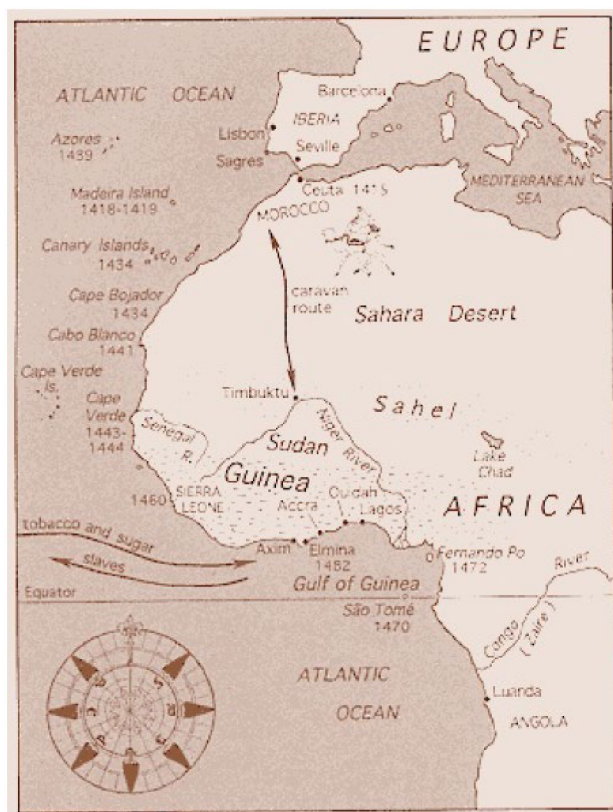 EUROPE
ATLANTIC OCEAN
Barcelona
IBERIA
Azores
1439
Lisbon
Seville
Sagres
Ceuta 1415
MEDITERRANEAN
SEA
Madeira Island
1418-1419
MOROCCO
Canary Islands
1434
caravan
route
Cape Bojador
1434
Sahara Desert
Cabo Blanco
1441
Cape Verde
Is.
Timbuktu
Sahel
Cape
Verde
1443-
1444
Senegal
R.
Niger River
Sudan
Lake
Chad
Guinea
1460
SIERRA
LEONE
Ouidah
Accra
Lagos
AFRICA
tobacco and sugar
slaves
Axim
Elmina
1482
Fernando Po
1472
River
Gulf of Guinea
Equator
São Tomé
1470
Congo
(Zaire)
ATLANTIC
OCEAN
Luanda
ANGOLA